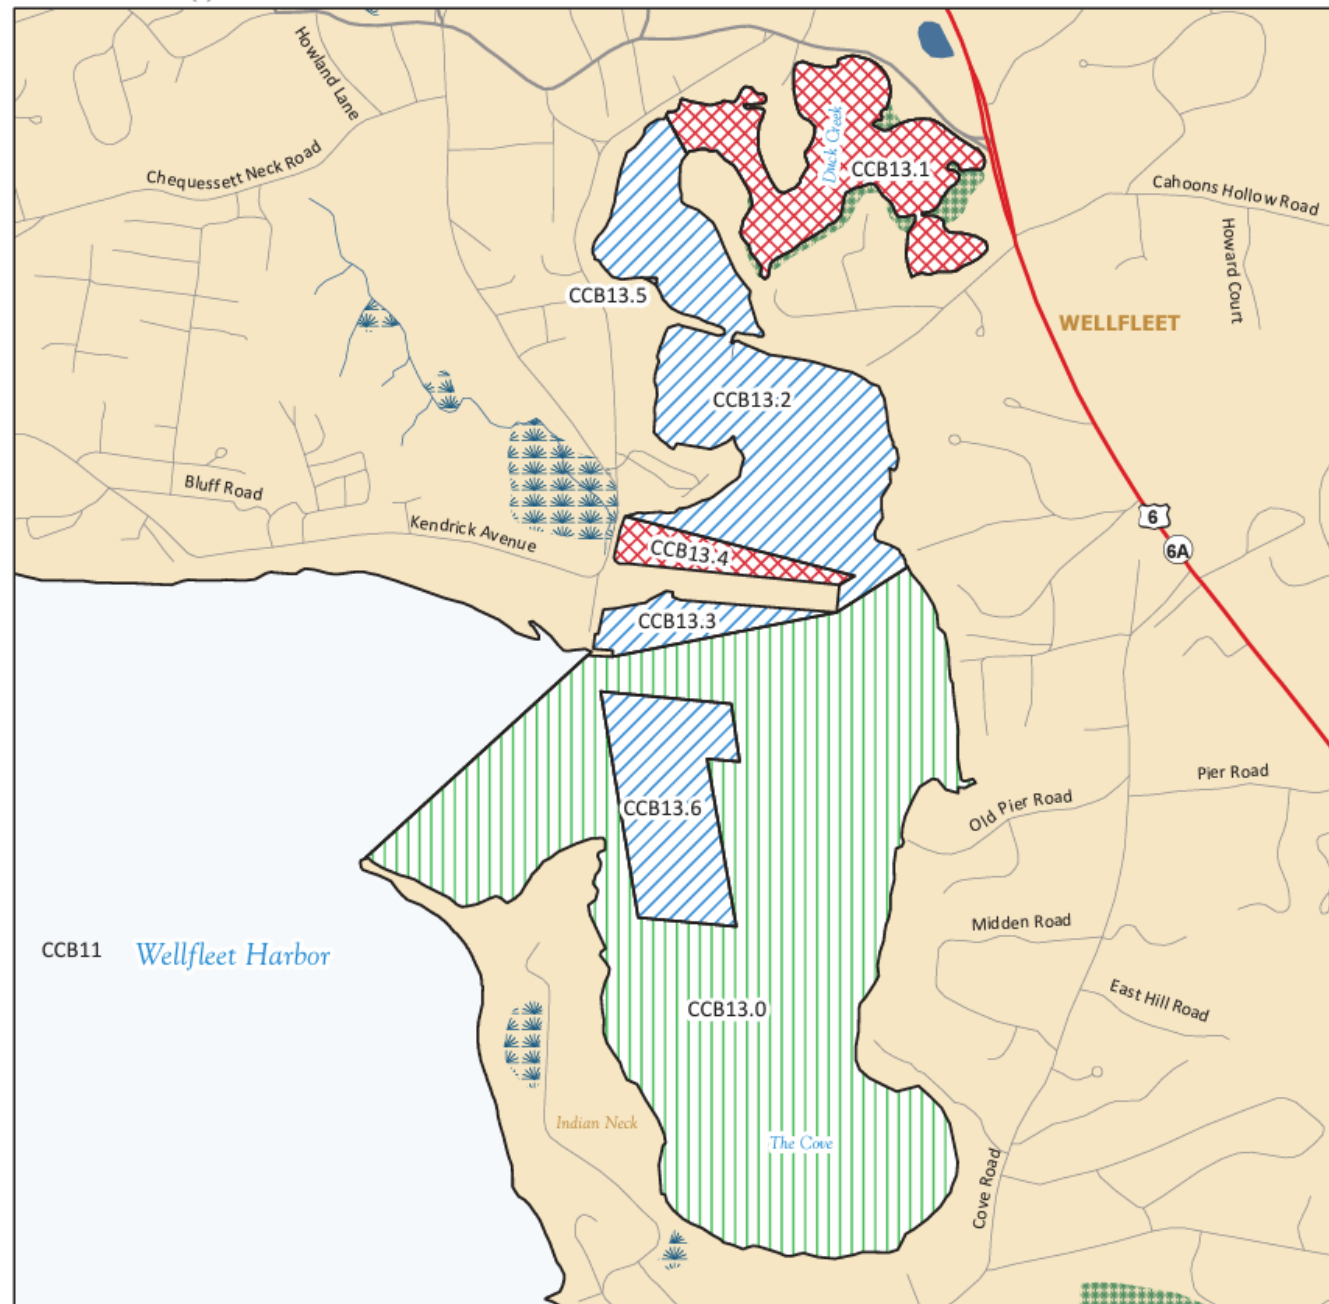 Howland Lane
Chequessett Neck Road
Duck Creek
CCB13.1
Cahoons Hollow Road
Howard Court
CCB13.5
WELLFLEET
CCB13.2
Bluff Road
Kendrick Avenue
6
6A
CCB13.4
CCB13.3
Pier Road
Old Pier Road
CCB13.6
Midden Road
CCB11
Wellfleet Harbor
East Hill Road
CCB13.0
Indian Neck
The Cove
Cove Road